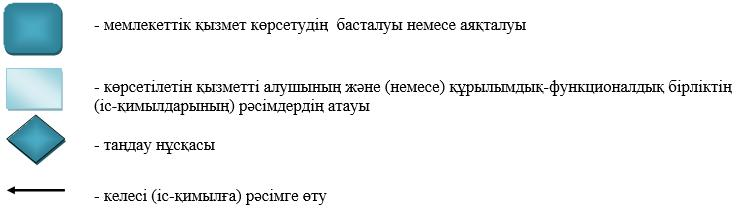 - мемлекеттік қызмет көрсетудің басталуы немесе аяқталуы
- көрсетілетін қызметті алушының және (немесе) құрылымдық-функционалдық бірліктің
(іс-қимылдарының) рәсімдердің атауы
- таңдау нұсқасы
- келесі (іс-қимылға) рәсімге өту